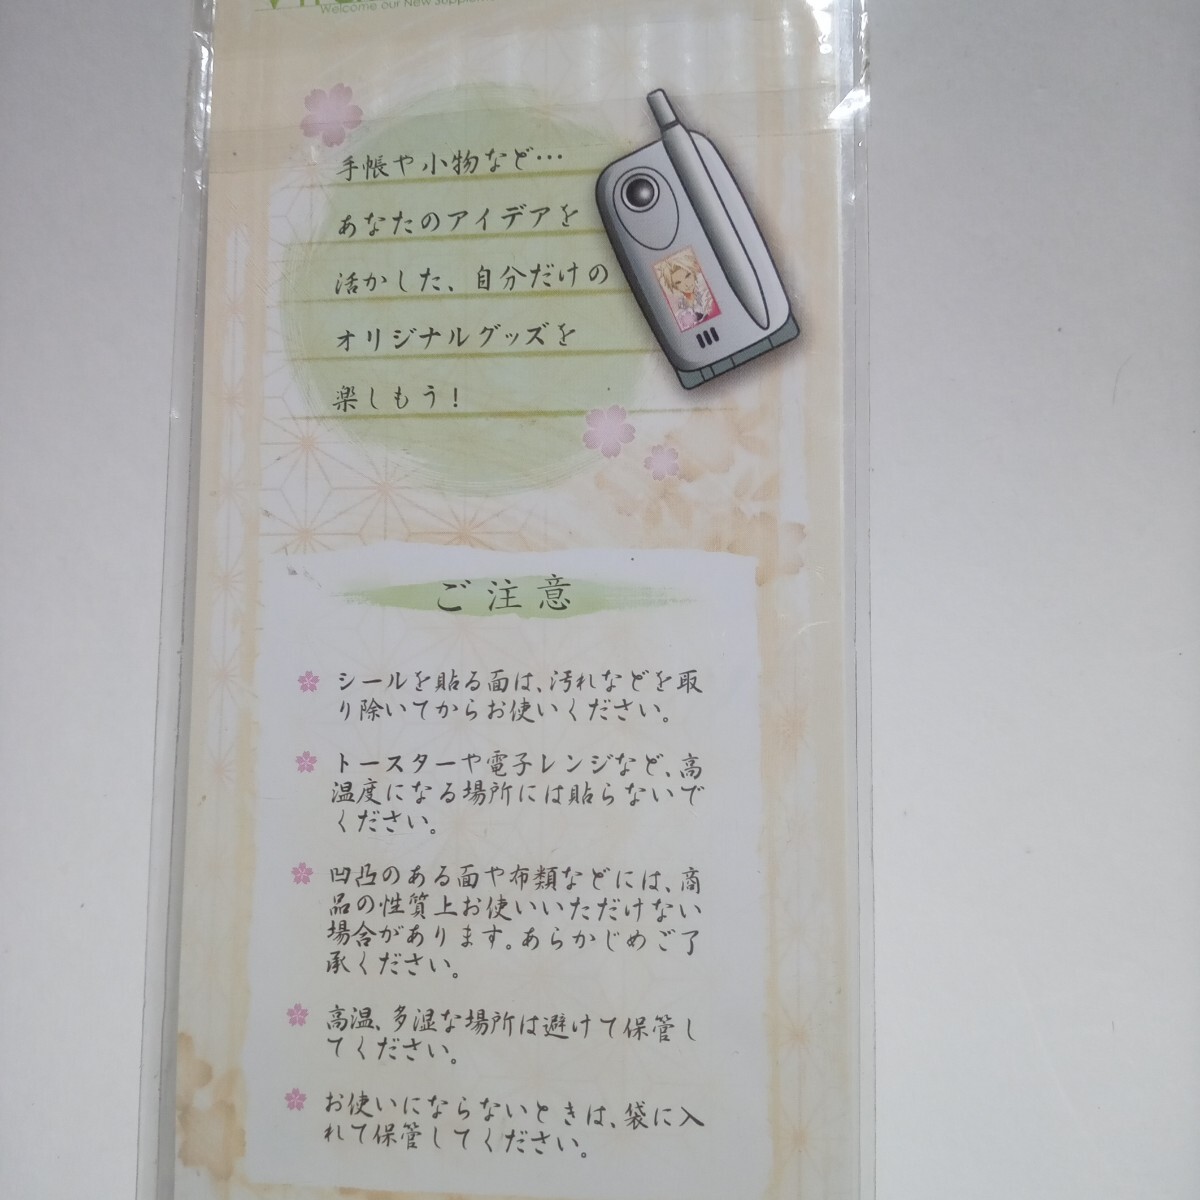 Welcome our New Supplement
手帳や小物など…
あなたのアイデアを
活かした、自分だけの
オリジナルグッズを
楽しもう!
ご注意
シールを貼る面は、汚れなどを取
り除いてからお使いください。
トースターや電子レンジなど、高
温度になる場所には貼らないで
ください。
凹凸のある面や布類などには、商
品の性質上お使いいただけない
場合があります。あらかじめご了
承ください。
高温、多湿な場所は避けて保管し
てください。
お使いにならないときは、袋に入
れて保管してください。